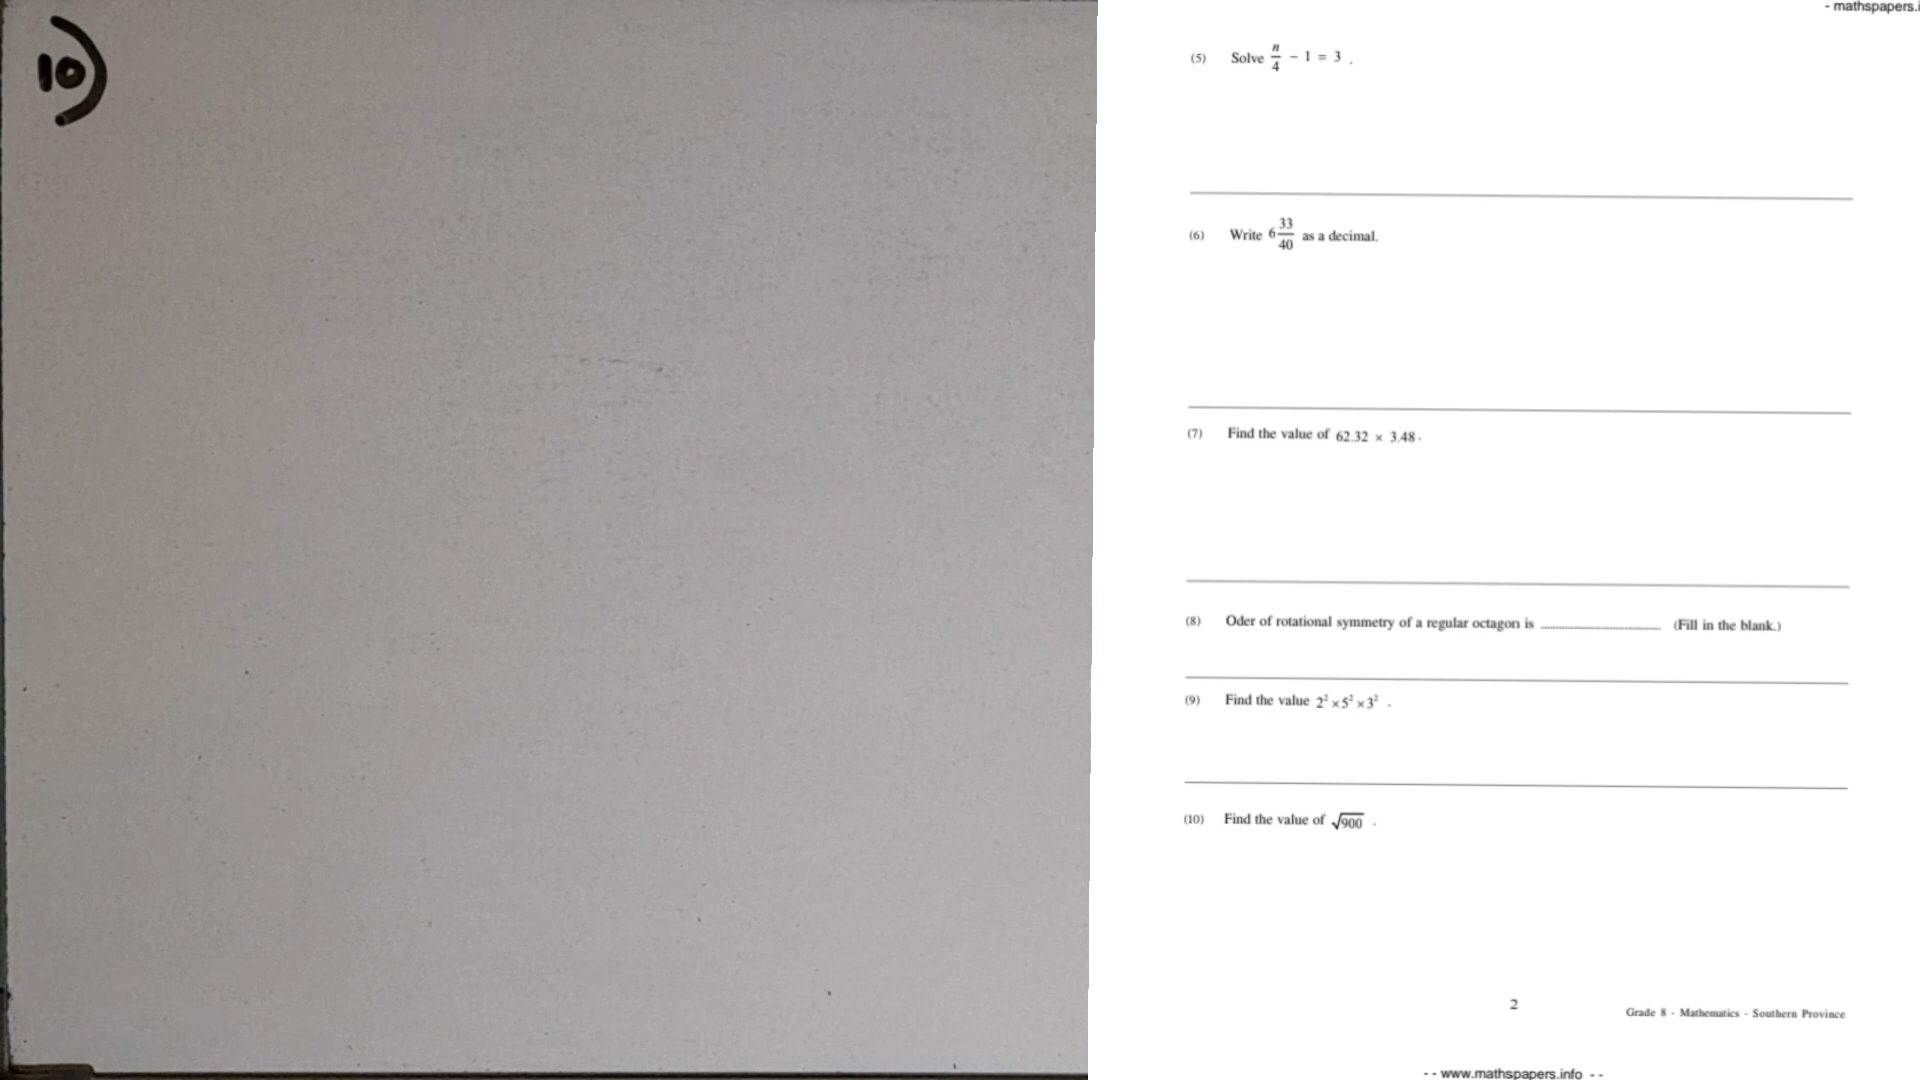 10)
- mathspapers.i
(5) Solve n/4 - 1 = 3 .
(6) Write 6 33/40 as a decimal.
(7) Find the value of 62.32 × 3.48 .
(8) Oder of rotational symmetry of a regular octagon is ........................ (Fill in the blank.)
(9) Find the value 2² × 5² × 3² .
(10) Find the value of √900 .
2
Grade 8 - Mathematics - Southern Province
- - www.mathspapers.info - -